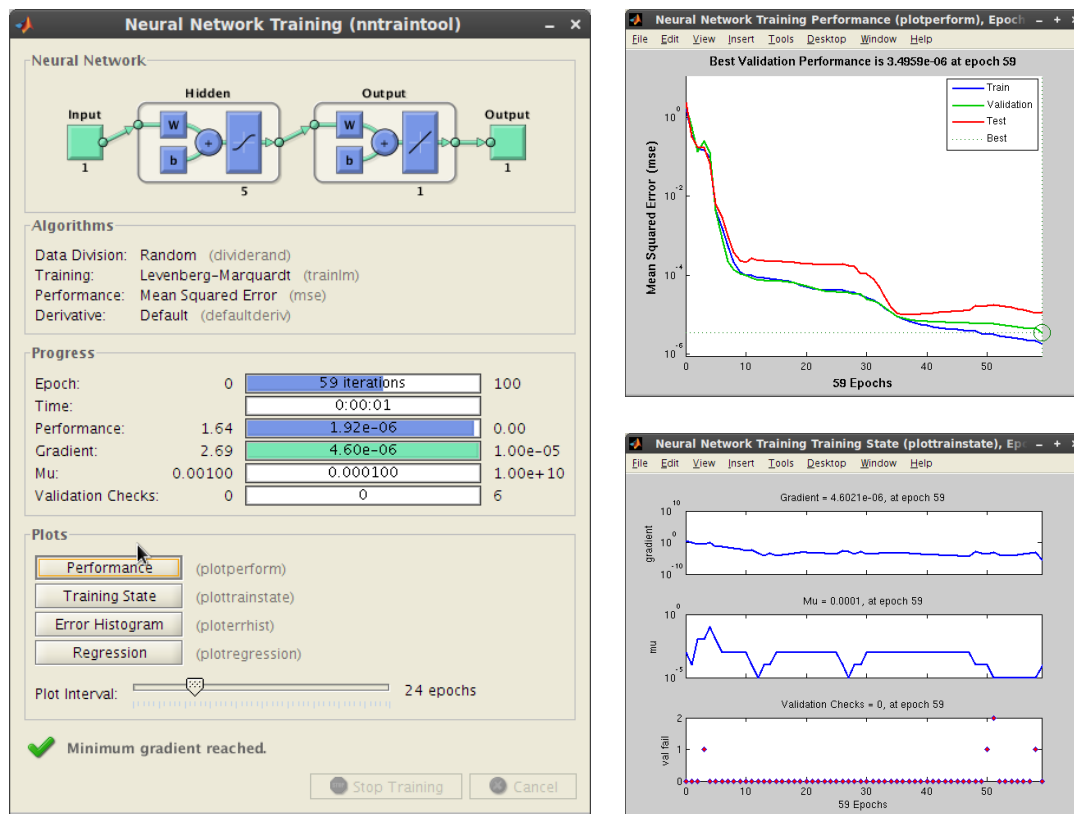 Neural Network Training (nntraintool)
Neural Network
Hidden Output
Input Output
W W
+ +
b b
1 1
5 1
Algorithms
Data Division: Random (dividerand)
Training: Levenberg-Marquardt (trainlm)
Performance: Mean Squared Error (mse)
Derivative: Default (defaultderiv)
Progress
Epoch: 0 59 iterations 100
Time: 0:00:01
Performance: 1.64 1.92e-06 0.00
Gradient: 2.69 4.60e-06 1.00e-05
Mu: 0.00100 0.000100 1.00e+10
Validation Checks: 0 0 6
Plots
Performance (plotperform)
Training State (plottrainstate)
Error Histogram (ploterrhist)
Regression (plotregression)
Plot Interval: 24 epochs
Minimum gradient reached.
Stop Training Cancel
Neural Network Training Performance (plotperform), Epoch
File Edit View Insert Tools Desktop Window Help
Best Validation Performance is 3.4959e-06 at epoch 59
Train
Validation
Test
Best
Mean Squared Error (mse)
10^0
10^-2
10^-4
10^-6
0 10 20 30 40 50
59 Epochs
Neural Network Training Training State (plottrainstate), Ep
File Edit View Insert Tools Desktop Window Help
Gradient = 4.6021e-06, at epoch 59
gradient
10^10
10^0
10^-10
Mu = 0.0001, at epoch 59
mu
10^0
10^-5
Validation Checks = 0, at epoch 59
val fail
2
1
0
0 10 20 30 40 50
59 Epochs